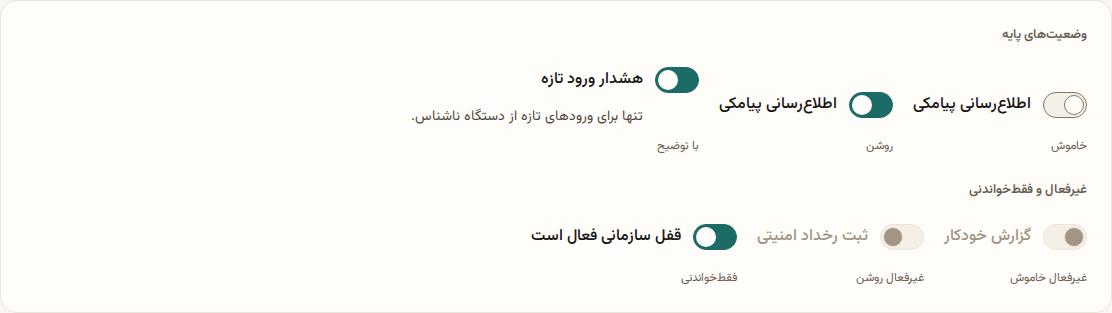 وضعیت‌های پایه
اطلاع‌رسانی پیامکی
خاموش
اطلاع‌رسانی پیامکی
روشن
هشدار ورود تازه
تنها برای ورودهای تازه از دستگاه ناشناس.
با توضیح
غیرفعال و فقط‌خواندنی
گزارش خودکار
غیرفعال خاموش
ثبت رخداد امنیتی
غیرفعال روشن
قفل سازمانی فعال است
فقط‌خواندنی